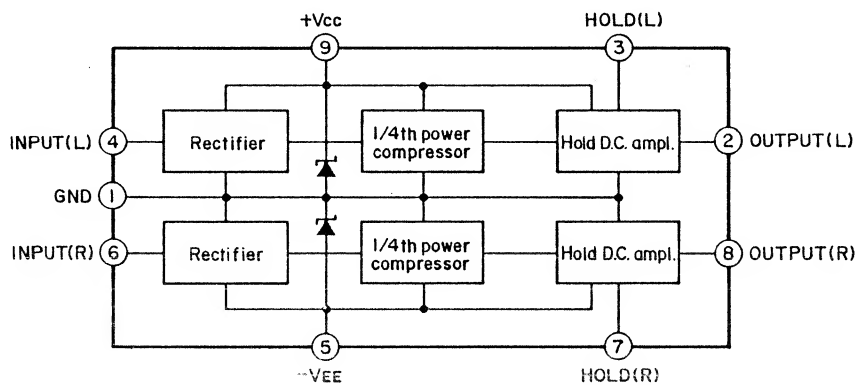 +Vcc
9
HOLD(L)
3
INPUT(L)
4
Rectifier
1/4th power
compressor
Hold D.C. ampl.
2
OUTPUT(L)
GND
1
INPUT(R)
6
Rectifier
1/4th power
compressor
Hold D.C. ampl.
8
OUTPUT(R)
5
-VEE
7
HOLD(R)